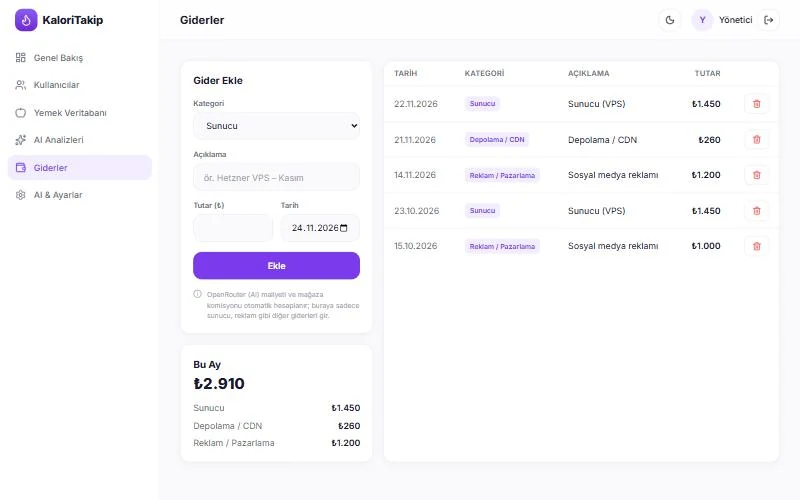 KaloriTakip
Giderler
Y Yönetici
Genel Bakış
Kullanıcılar
Yemek Veritabanı
AI Analizleri
Giderler
AI & Ayarlar
Gider Ekle
Kategori
Sunucu
Açıklama
ör. Hetzner VPS – Kasım
Tutar (₺) Tarih
24.11.2026
Ekle
OpenRouter (AI) maliyeti ve mağaza
komisyonu otomatik hesaplanır; buraya sadece
sunucu, reklam gibi diğer giderleri gir.
Bu Ay
₺2.910
Sunucu ₺1.450
Depolama / CDN ₺260
Reklam / Pazarlama ₺1.200
TARİH KATEGORİ AÇIKLAMA TUTAR
22.11.2026 Sunucu Sunucu (VPS) ₺1.450
21.11.2026 Depolama / CDN Depolama / CDN ₺260
14.11.2026 Reklam / Pazarlama Sosyal medya reklamı ₺1.200
23.10.2026 Sunucu Sunucu (VPS) ₺1.450
15.10.2026 Reklam / Pazarlama Sosyal medya reklamı ₺1.000